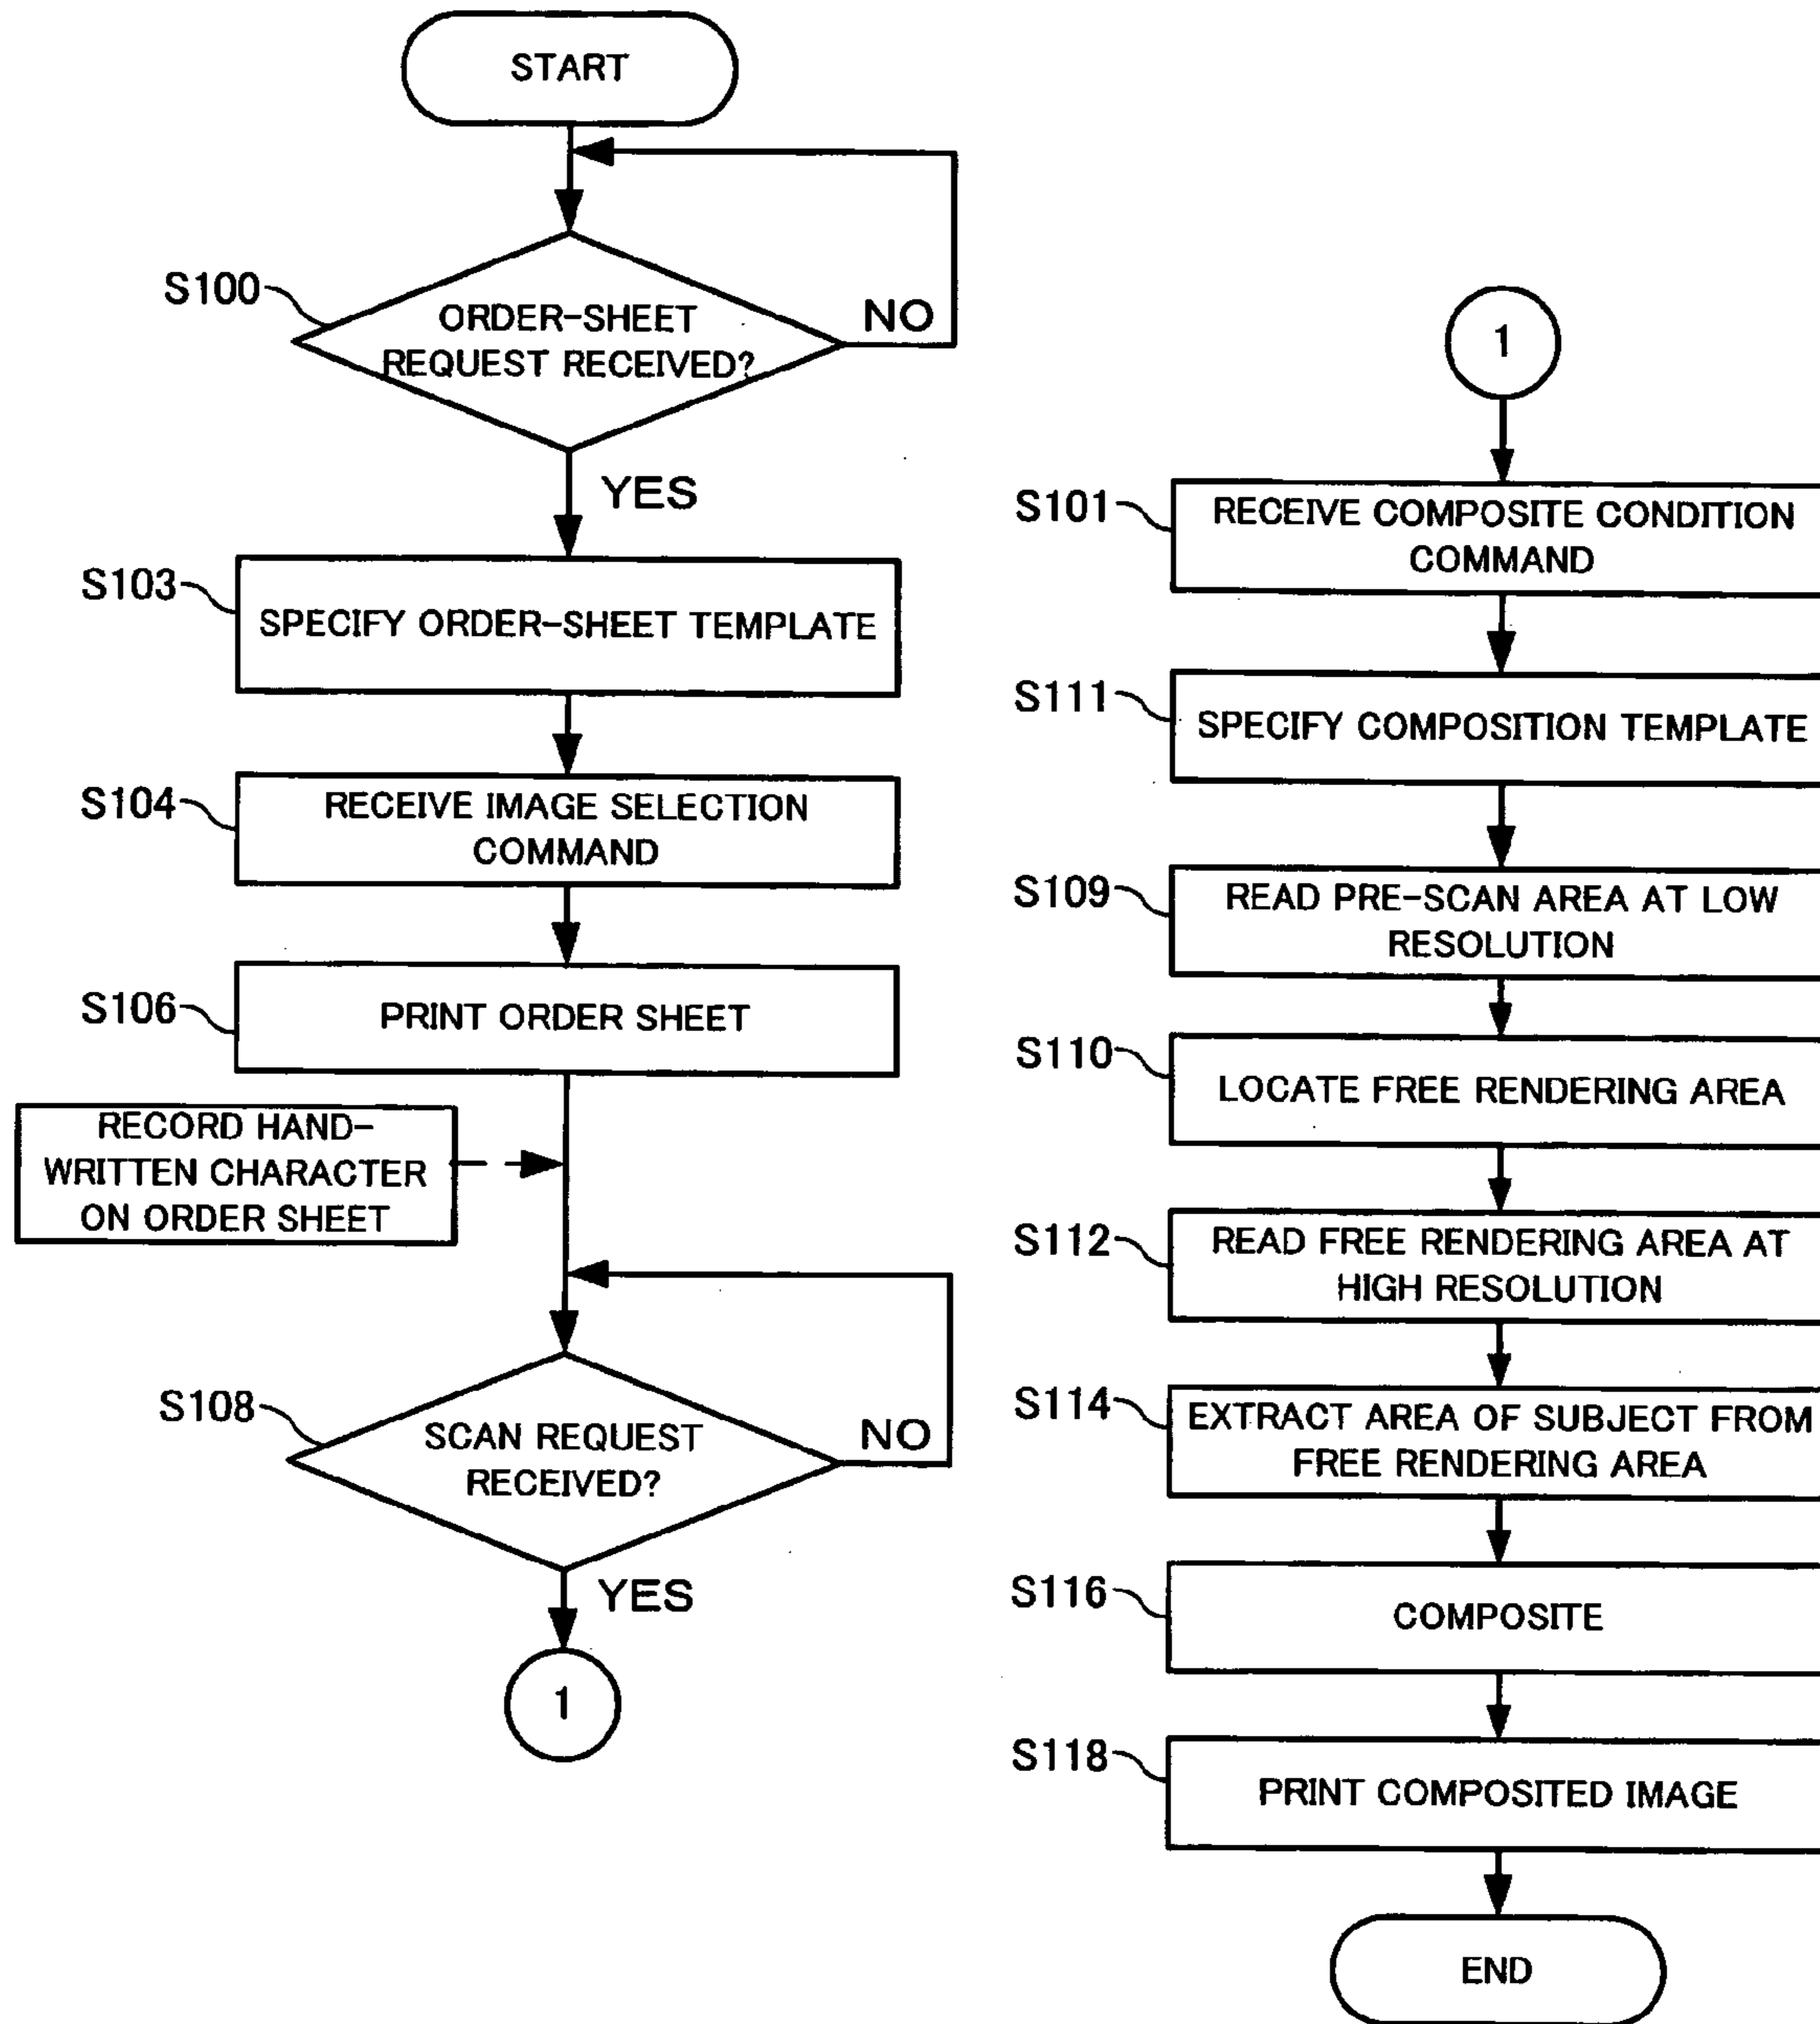 START
S100
ORDER-SHEET
REQUEST RECEIVED?
NO
YES
S103
SPECIFY ORDER-SHEET TEMPLATE
S104
RECEIVE IMAGE SELECTION
COMMAND
S106
PRINT ORDER SHEET
RECORD HAND-
WRITTEN CHARACTER
ON ORDER SHEET
S108
SCAN REQUEST
RECEIVED?
NO
YES
1
1
S101
RECEIVE COMPOSITE CONDITION
COMMAND
S111
SPECIFY COMPOSITION TEMPLATE
S109
READ PRE-SCAN AREA AT LOW
RESOLUTION
S110
LOCATE FREE RENDERING AREA
S112
READ FREE RENDERING AREA AT
HIGH RESOLUTION
S114
EXTRACT AREA OF SUBJECT FROM
FREE RENDERING AREA
S116
COMPOSITE
S118
PRINT COMPOSITED IMAGE
END